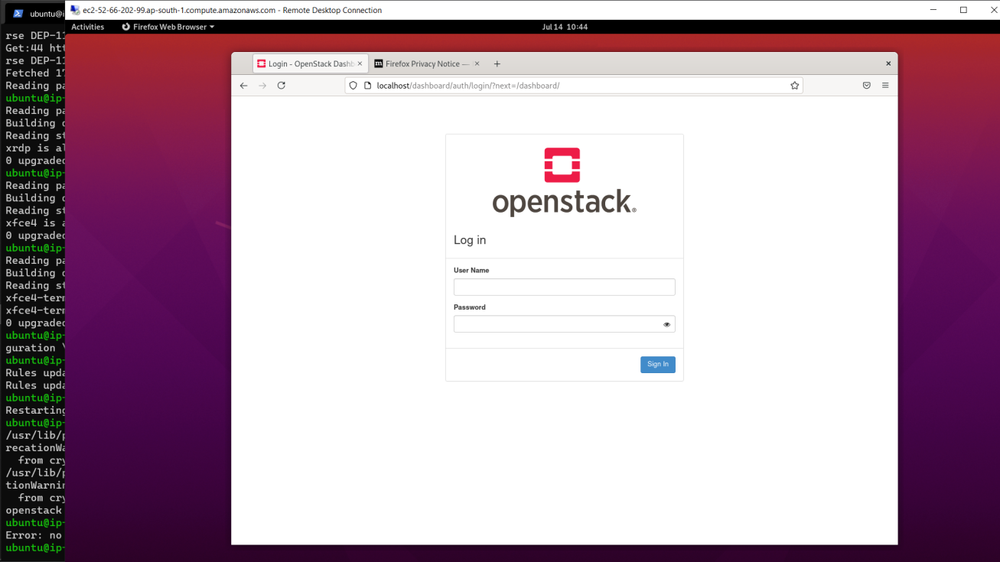 ubuntu@i
ec2-52-66-202-99.ap-south-1.compute.amazonaws.com - Remote Desktop Connection
Activities
Firefox Web Browser
Jul 14 10:44
rse DEP-11
Get:44 htt
rse DEP-11
Fetched 17
Reading pa
ubuntu@ip-
Reading pa
Building d
Reading st
xrdp is al
0 upgraded
ubuntu@ip-
Reading pa
Building d
Reading st
xfce4 is a
0 upgraded
ubuntu@ip-
Reading pa
Building d
Reading st
xfce4-term
xfce4-term
0 upgraded
ubuntu@ip-
guration \
ubuntu@ip-
Rules upda
Rules upda
ubuntu@ip-
Restarting
ubuntu@ip-
/usr/lib/p
recationWa
from cry
/usr/lib/p
tionWarnin
from cry
openstack
ubuntu@ip-
Error: no
ubuntu@ip-
Login - OpenStack Dashb
Firefox Privacy Notice —
localhost/dashboard/auth/login/?next=/dashboard/
openstack®
Log in
User Name
Password
Sign In